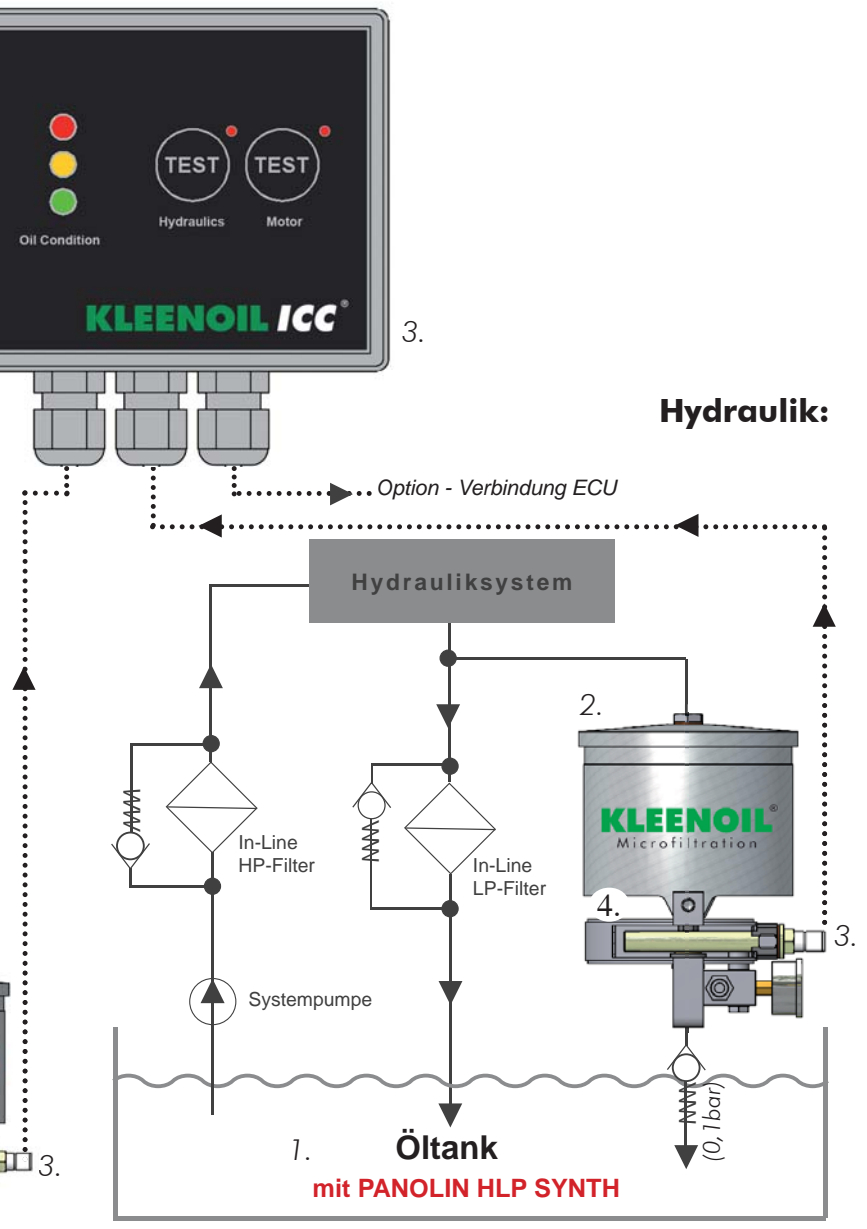 TEST
TEST
Hydraulics
Motor
Oil Condition
KLEENOIL ICC®
3.
Hydraulik:
Option - Verbindung ECU
Hydrauliksystem
2.
KLEENOIL®
Microfiltration
In-Line
HP-Filter
In-Line
LP-Filter
4.
3.
Systempumpe
(0,1bar)
1.
Öltank
mit PANOLIN HLP SYNTH
3.